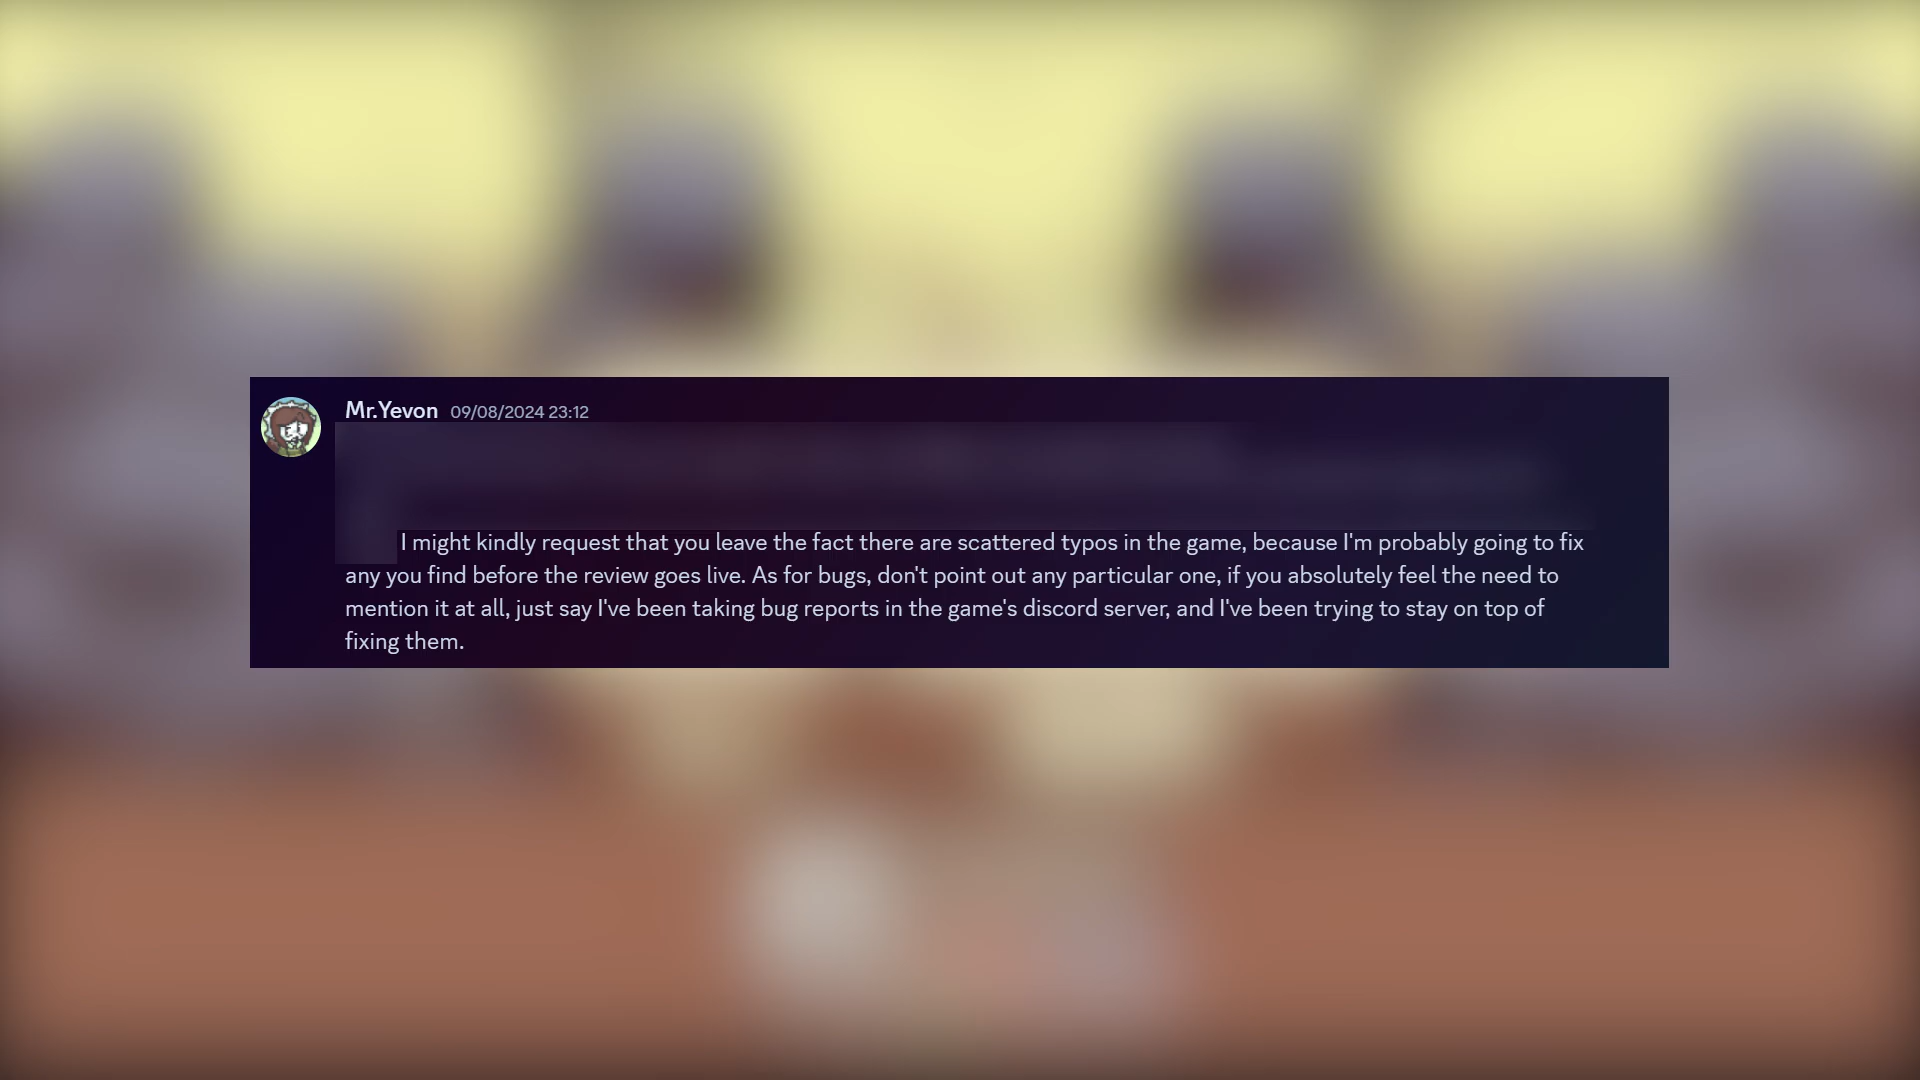 Mr.Yevon 09/08/2024 23:12
I might kindly request that you leave the fact there are scattered typos in the game, because I'm probably going to fix
any you find before the review goes live. As for bugs, don't point out any particular one, if you absolutely feel the need to
mention it at all, just say I've been taking bug reports in the game's discord server, and I've been trying to stay on top of
fixing them.